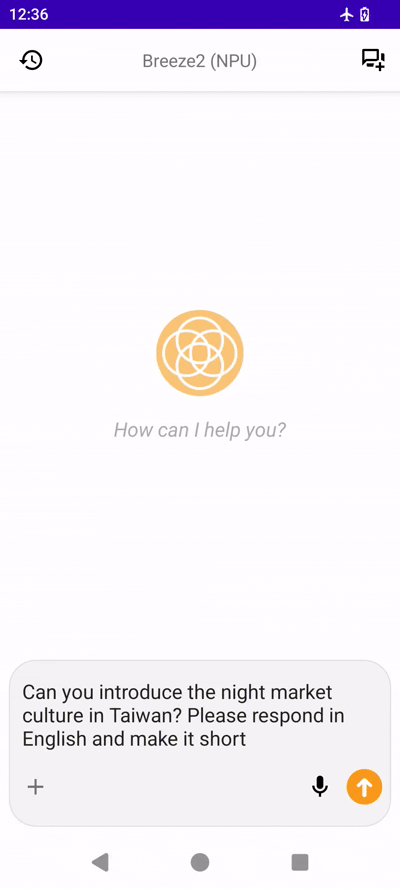 12:36
Breeze2 (NPU)
How can I help you?
Can you introduce the night market
culture in Taiwan? Please respond in
English and make it short